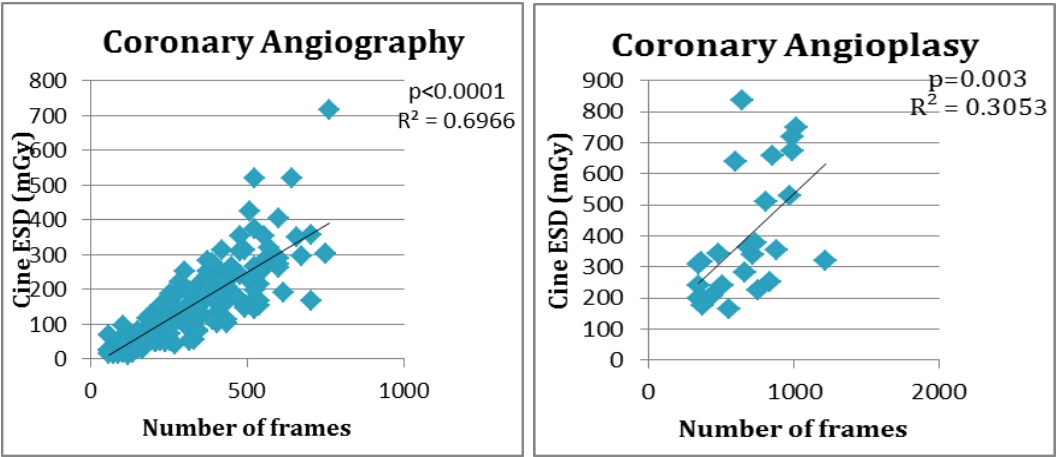 Coronary Angiography
p<0.0001
R² = 0.6966
Cine ESD (mGy)
800
700
600
500
400
300
200
100
0
0 500 1000
Number of frames
Coronary Angioplasy
p=0.003
R² = 0.3053
Cine ESD (mGy)
900
800
700
600
500
400
300
200
100
0
0 1000 2000
Number of frames